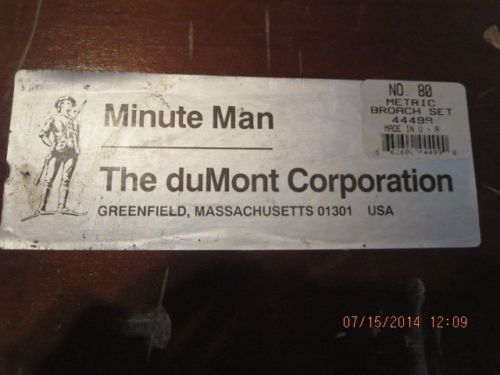 Minute Man
The duMont Corporation
GREENFIELD, MASSACHUSETTS 01301 USA
NO. 80
METRIC
BROACH SET
44499
MADE IN U - A
07/15/2014 12:09